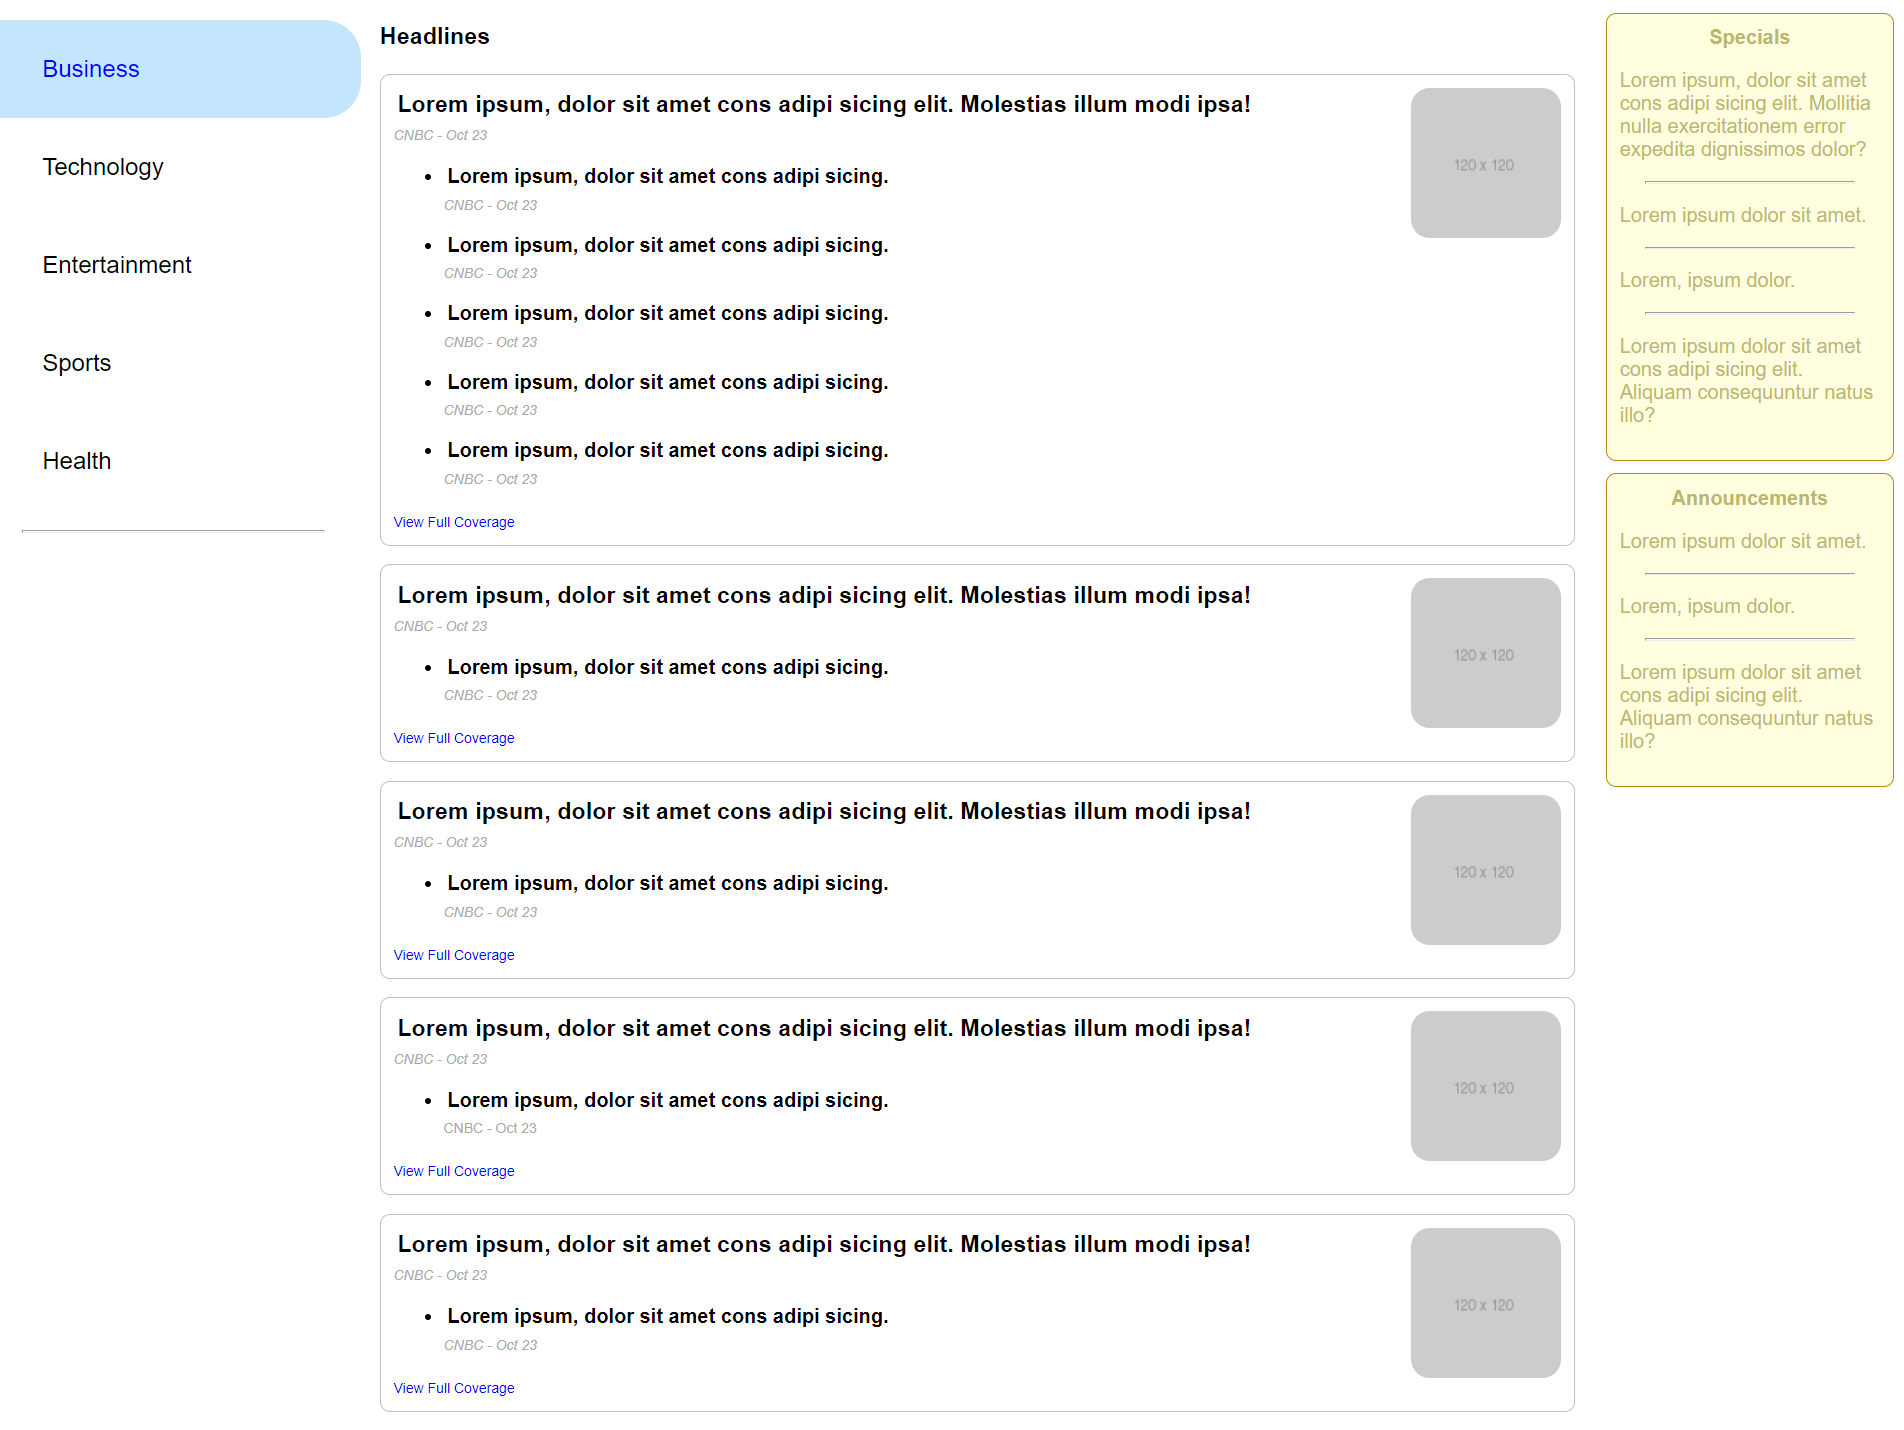 Business
Technology
Entertainment
Sports
Health
Headlines
Lorem ipsum, dolor sit amet cons adipi sicing elit. Molestias illum modi ipsa!
CNBC - Oct 23
• Lorem ipsum, dolor sit amet cons adipi sicing.
CNBC - Oct 23
• Lorem ipsum, dolor sit amet cons adipi sicing.
CNBC - Oct 23
• Lorem ipsum, dolor sit amet cons adipi sicing.
CNBC - Oct 23
• Lorem ipsum, dolor sit amet cons adipi sicing.
CNBC - Oct 23
• Lorem ipsum, dolor sit amet cons adipi sicing.
CNBC - Oct 23
View Full Coverage
120 x 120
Lorem ipsum, dolor sit amet cons adipi sicing elit. Molestias illum modi ipsa!
CNBC - Oct 23
• Lorem ipsum, dolor sit amet cons adipi sicing.
CNBC - Oct 23
View Full Coverage
120 x 120
Lorem ipsum, dolor sit amet cons adipi sicing elit. Molestias illum modi ipsa!
CNBC - Oct 23
• Lorem ipsum, dolor sit amet cons adipi sicing.
CNBC - Oct 23
View Full Coverage
120 x 120
Lorem ipsum, dolor sit amet cons adipi sicing elit. Molestias illum modi ipsa!
CNBC - Oct 23
• Lorem ipsum, dolor sit amet cons adipi sicing.
CNBC - Oct 23
View Full Coverage
120 x 120
Lorem ipsum, dolor sit amet cons adipi sicing elit. Molestias illum modi ipsa!
CNBC - Oct 23
• Lorem ipsum, dolor sit amet cons adipi sicing.
CNBC - Oct 23
View Full Coverage
120 x 120
Specials
Lorem ipsum, dolor sit amet
cons adipi sicing elit. Mollitia
nulla exercitationem error
expedita dignissimos dolor?
Lorem ipsum dolor sit amet.
Lorem, ipsum dolor.
Lorem ipsum dolor sit amet
cons adipi sicing elit.
Aliquam consequuntur natus
illo?
Announcements
Lorem ipsum dolor sit amet.
Lorem, ipsum dolor.
Lorem ipsum dolor sit amet
cons adipi sicing elit.
Aliquam consequuntur natus
illo?